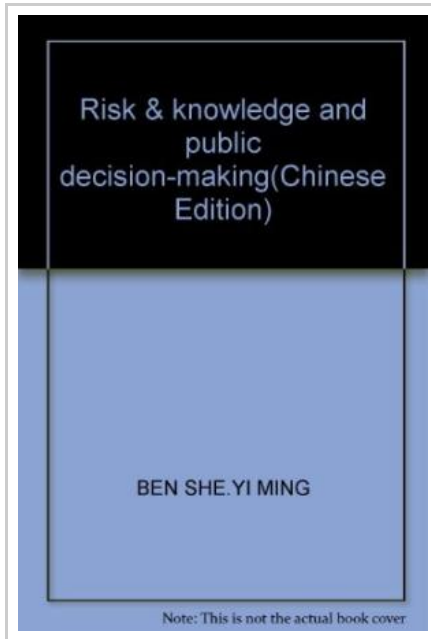 Risk & knowledge and
public
decision-making(Chinese
Edition)
BEN SHE.YI MING
Note: This is not the actual book cover